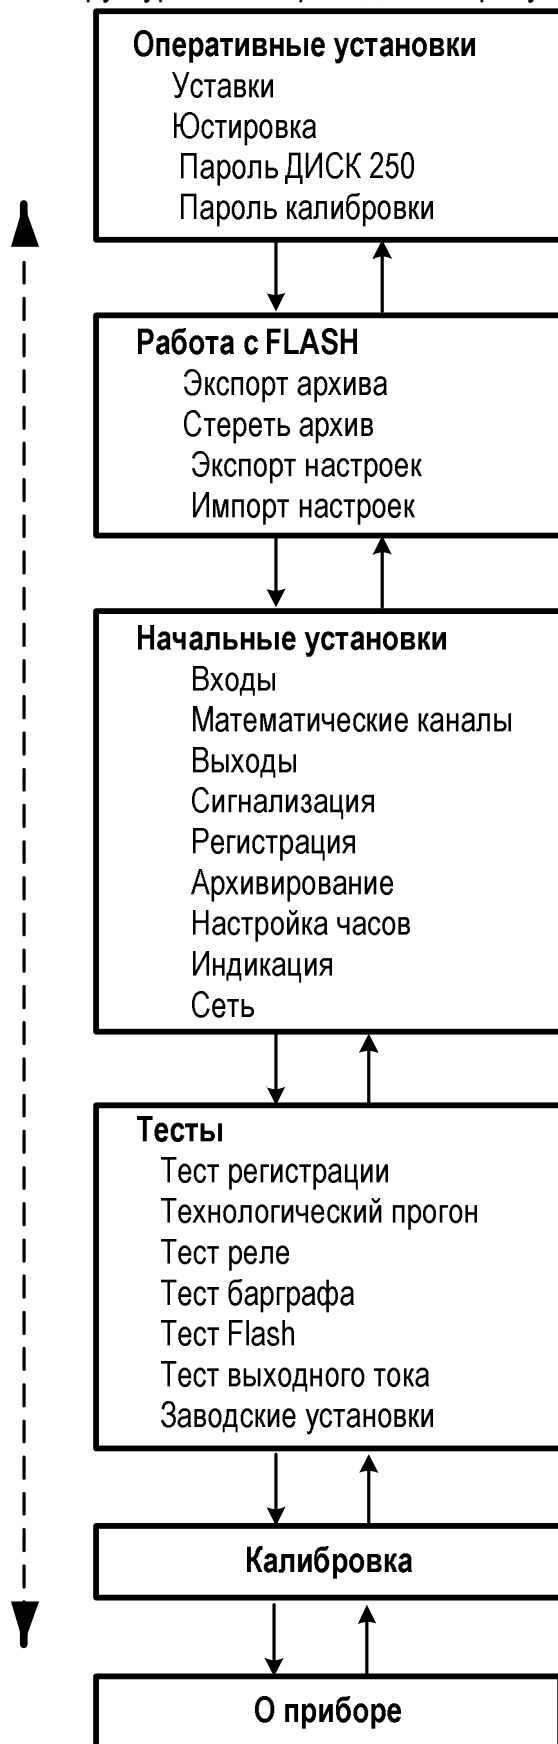 Оперативные установки
Уставки
Юстировка
Пароль ДИСК 250
Пароль калибровки
Работа с FLASH
Экспорт архива
Стереть архив
Экспорт настроек
Импорт настроек
Начальные установки
Входы
Математические каналы
Выходы
Сигнализация
Регистрация
Архивирование
Настройка часов
Индикация
Сеть
Тесты
Тест регистрации
Технологический прогон
Тест реле
Тест барграфа
Тест Flash
Тест выходного тока
Заводские установки
Калибровка
О приборе